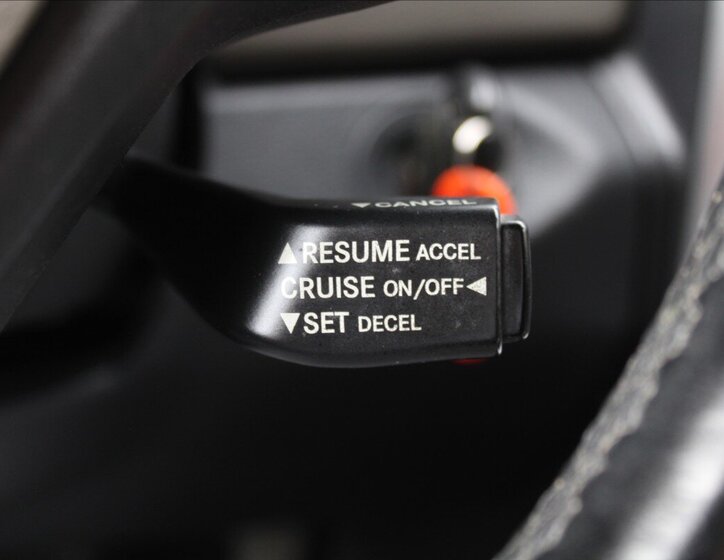 ▼CANCEL
▲RESUME ACCEL
CRUISE ON/OFF◀
▼SET DECEL